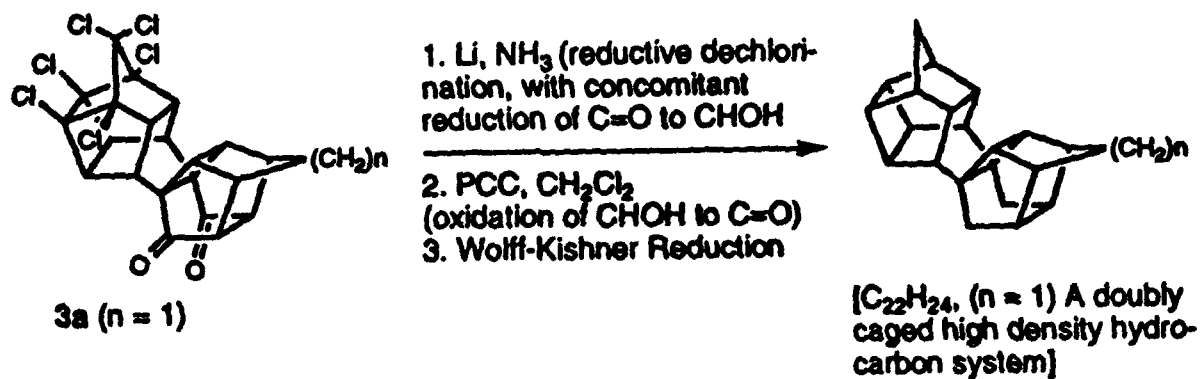 Cl
Cl
Cl
Cl
Cl
Cl
(CH₂)n
O
O
3a (n = 1)
1. Li, NH₃ (reductive dechlori-
nation, with concomitant
reduction of C=O to CHOH
2. PCC, CH₂Cl₂
(oxidation of CHOH to C=O)
3. Wolff-Kishner Reduction
(CH₂)n
[C₂₂H₂₄, (n = 1) A doubly
caged high density hydro-
carbon system]